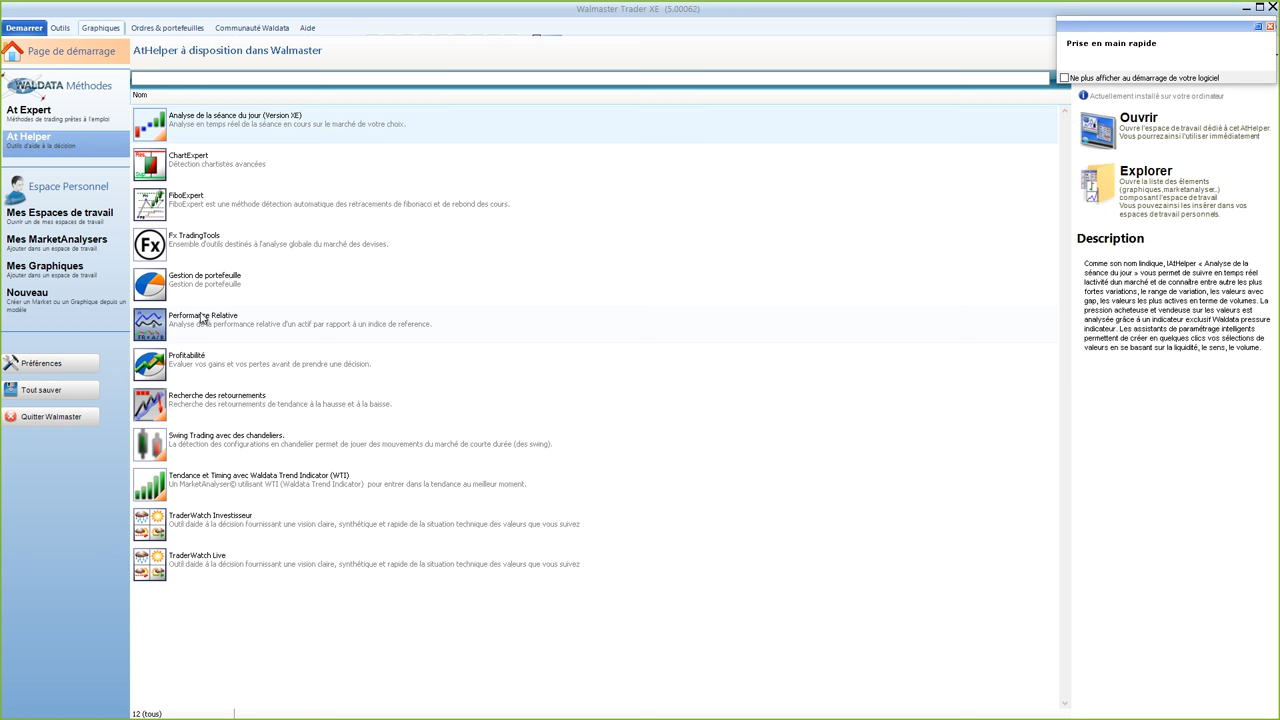 Walmaster Trader XE (5.00062)
Demarrer Outils Graphiques Ordres & portefeuilles Communauté Waldata Aide
Page de démarrage
AtHelper à disposition dans Walmaster
Prise en main rapide
Ne plus afficher au démarrage de votre logiciel
WALDATA Méthodes
At Expert
Méthodes de trading prêtes à l'emploi
At Helper
Outils d'aide à la décision
Espace Personnel
Mes Espaces de travail
Ouvrir un de mes espaces de travail
Mes MarketAnalysers
Ajouter dans un espace de travail
Mes Graphiques
Ajouter dans un espace de travail
Nouveau
Créer un Market ou un Graphique depuis un
modèle
Préférences
Tout sauver
Quitter Walmaster
Nom
Analyse de la séance du jour (Version XE)
Analyse en temps réel de la séance en cours sur le marché de votre choix.
ChartExpert
Détection chartistes avancées
FiboExpert
FiboExpert est une méthode détection automatique des retracements de fibonacci et de rebond des cours.
Fx
Fx TradingTools
Ensemble d'outils destinés à l'analyse globale du marché des devises.
Gestion de portefeuille
Gestion de portefeuille
Performance Relative
Analyse de la performance relative d'un actif par rapport à un indice de reference.
Profitabilité
Evaluer vos gains et vos pertes avant de prendre une décision.
Recherche des retournements
Recherche des retournements de tendance à la hausse et à la baisse.
Swing Trading avec des chandeliers.
La détection des configurations en chandelier permet de jouer des mouvements du marché de courte durée (des swing).
Tendance et Timing avec Waldata Trend Indicator (WTI)
Un MarketAnalyser© utilisant WTI (Waldata Trend Indicator) pour entrer dans la tendance au meilleur moment.
TraderWatch Investisseur
Outil daide à la décision fournissant une vision claire, synthétique et rapide de la situation technique des valeurs que vous suivez
TraderWatch Live
Outil daide à la décision fournissant une vision claire, synthétique et rapide de la situation technique des valeurs que vous suivez
12 (tous)
Actuellement installé sur votre ordinateur
Ouvrir
Ouvre l'espace de travail dédié à cet AtHelper.
Vous pourrez ainsi l'utiliser immédiatement
Explorer
Ouvre la liste des élements
(graphiques,marketanalyser..)
composant l'espace de travail
Vous pouvez ainsi les insérer dans vos
espaces de travail personnels.
Description
Comme son nom lindique, lAtHelper « Analyse de la
séance du jour » vous permet de suivre en temps réel
lactivité dun marché et de connaître entre autre les plus
fortes variations, le range de variation, les valeurs avec
gap, les valeurs les plus actives en terme de volumes. La
pression acheteuse et vendeuse sur les valeurs est
analysée grâce à un indicateur exclusif Waldata pressure
indicateur. Les assistants de paramétrage intelligents
permettent de créer en quelques clics vos sélections de
valeurs en se basant sur la liquidité, le sens, le volume.